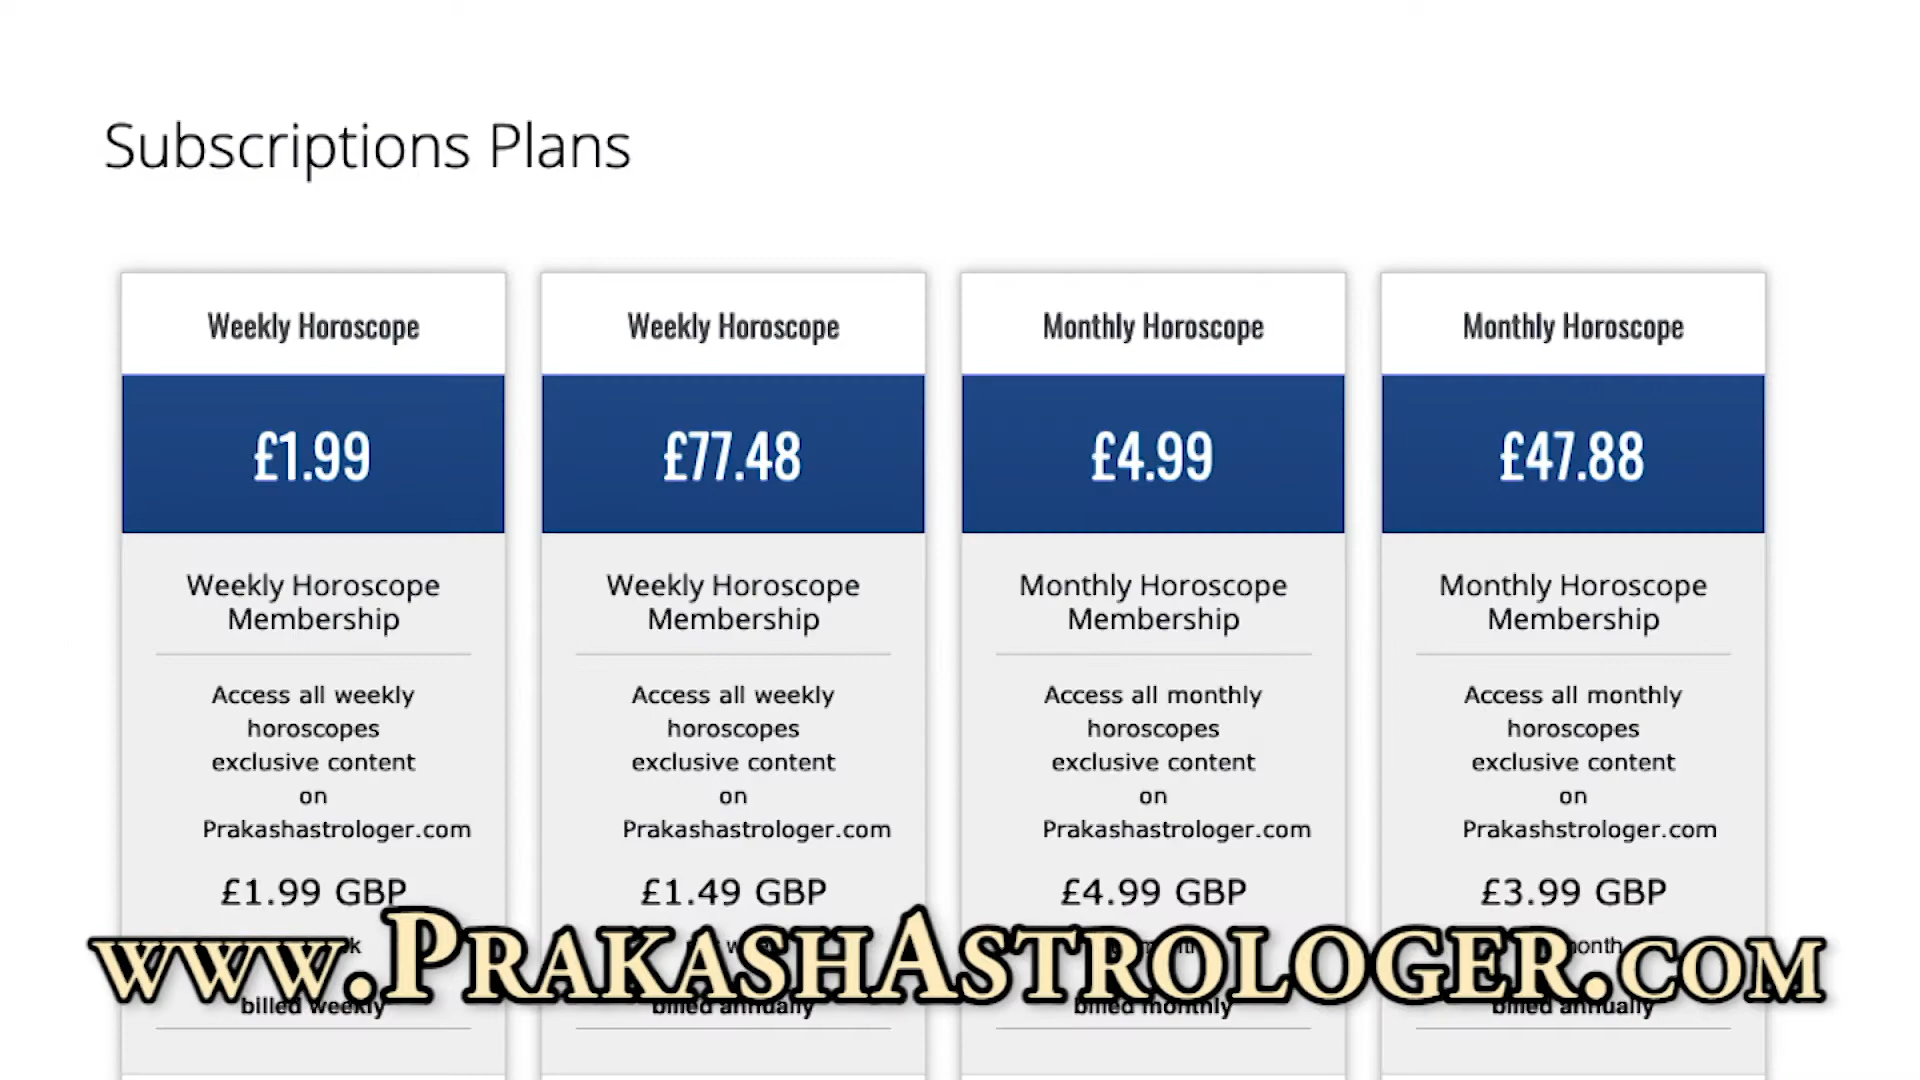 Subscriptions Plans
Weekly Horoscope
£1.99
Weekly Horoscope
Membership
Access all weekly
horoscopes
exclusive content
on
Prakashastrologer.com
£1.99 GBP
billed weekly
Weekly Horoscope
£77.48
Weekly Horoscope
Membership
Access all weekly
horoscopes
exclusive content
on
Prakashastrologer.com
£1.49 GBP
billed annually
Monthly Horoscope
£4.99
Monthly Horoscope
Membership
Access all monthly
horoscopes
exclusive content
on
Prakashastrologer.com
£4.99 GBP
billed monthly
Monthly Horoscope
£47.88
Monthly Horoscope
Membership
Access all monthly
horoscopes
exclusive content
on
Prakashstrologer.com
£3.99 GBP
month
billed annually
www.PrakashAstrologer.com